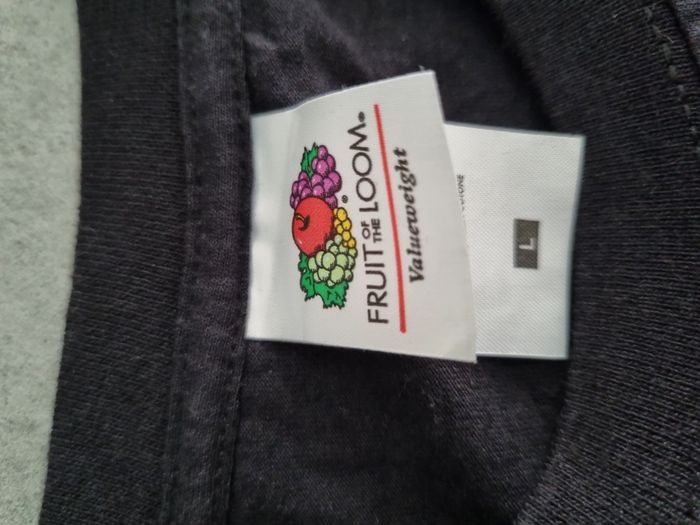 FRUIT OF THE LOOM®
Valueweight
L